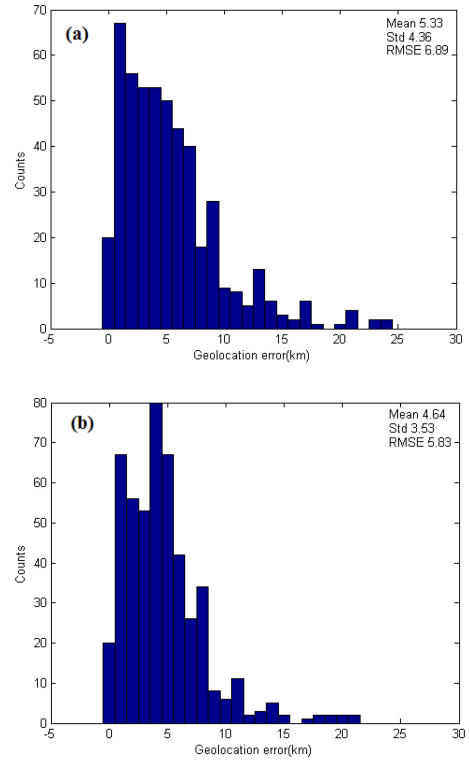 70
60
50
40
30
20
10
0
(a)
Mean 5.33
Std 4.36
RMSE 6.89
Counts
-5 0 5 10 15 20 25 30
Geolocation error(km)
80
70
60
50
40
30
20
10
0
(b)
Mean 4.64
Std 3.53
RMSE 5.83
Counts
-5 0 5 10 15 20 25 30
Geolocation error(km)